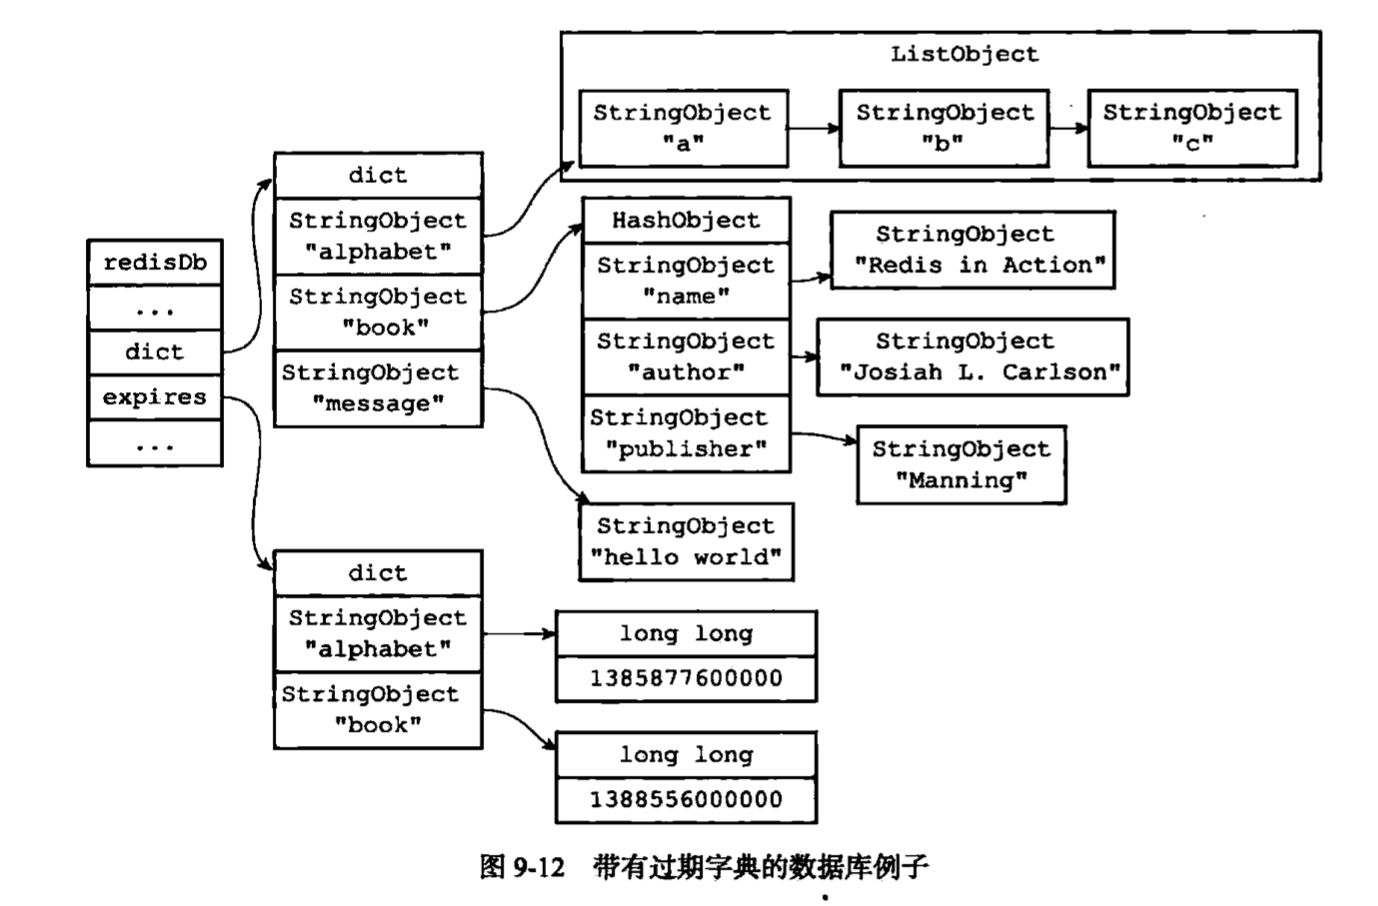 ListObject
StringObject
"a"
StringObject
"b"
StringObject
"c"
redisDb
...
dict
expires
...
dict
StringObject
"alphabet"
StringObject
"book"
StringObject
"message"
HashObject
StringObject
"name"
StringObject
"author"
StringObject
"publisher"
StringObject
"Redis in Action"
StringObject
"Josiah L. Carlson"
StringObject
"Manning"
StringObject
"hello world"
dict
StringObject
"alphabet"
StringObject
"book"
long long
1385877600000
long long
1388556000000
图 9-12 带有过期字典的数据库例子